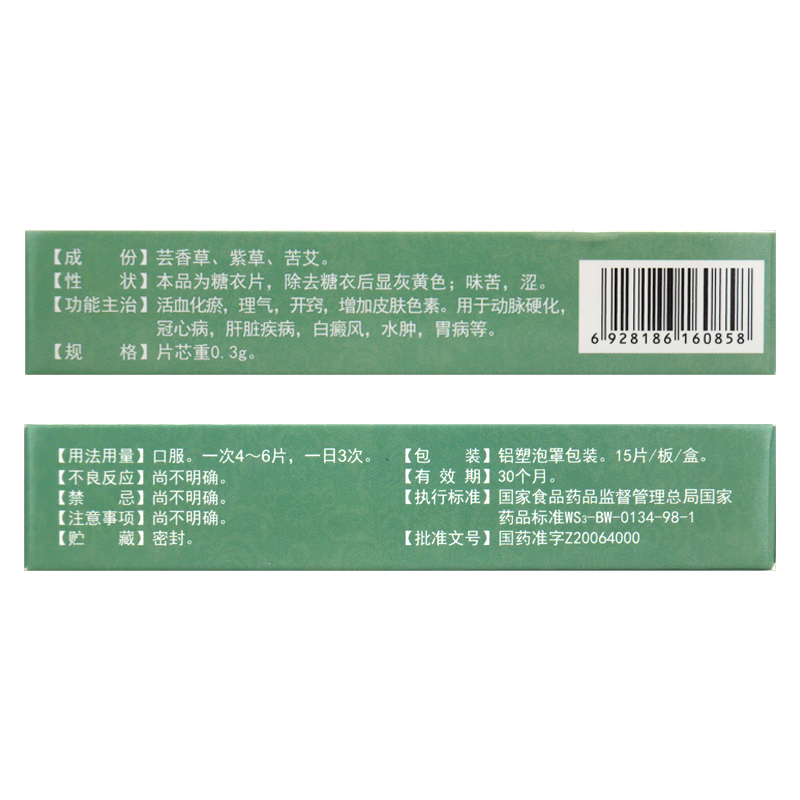 【成　份】芸香草、紫草、苦艾。
【性　状】本品为糖衣片，除去糖衣后显灰黄色；味苦，涩。
【功能主治】活血化瘀，理气，开窍，增加皮肤色素。用于动脉硬化，
冠心病，肝脏疾病，白癜风，水肿，胃病等。
【规　格】片芯重0.3g。
6 928186 160858
【用法用量】口服。一次4～6片，一日3次。
【不良反应】尚不明确。
【禁　忌】尚不明确。
【注意事项】尚不明确。
【贮　藏】密封。
【包　装】铝塑泡罩包装。15片/板/盒。
【有 效 期】30个月。
【执行标准】国家食品药品监督管理总局国家
药品标准WS₃-BW-0134-98-1
【批准文号】国药准字Z20064000